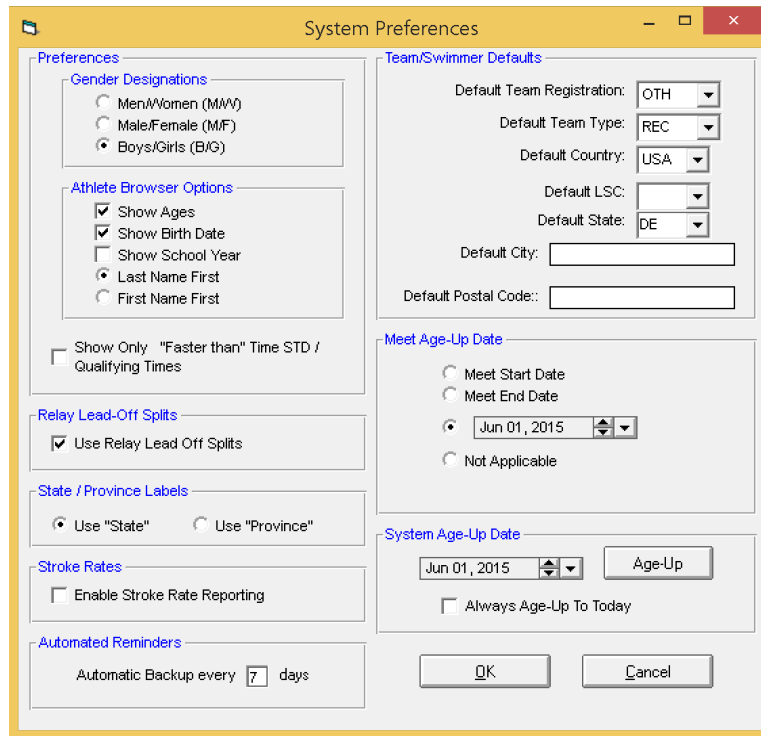 System Preferences
Preferences
Gender Designations
Men/Women (M/W)
Male/Female (M/F)
Boys/Girls (B/G)
Athlete Browser Options
Show Ages
Show Birth Date
Show School Year
Last Name First
First Name First
Show Only "Faster than" Time STD /
Qualifying Times
Relay Lead-Off Splits
Use Relay Lead Off Splits
State / Province Labels
Use "State" Use "Province"
Stroke Rates
Enable Stroke Rate Reporting
Automated Reminders
Automatic Backup every 7 days
Team/Swimmer Defaults
Default Team Registration: OTH
Default Team Type: REC
Default Country: USA
Default LSC:
Default State: DE
Default City:
Default Postal Code::
Meet Age-Up Date
Meet Start Date
Meet End Date
Jun 01, 2015
Not Applicable
System Age-Up Date
Jun 01, 2015 Age-Up
Always Age-Up To Today
OK Cancel